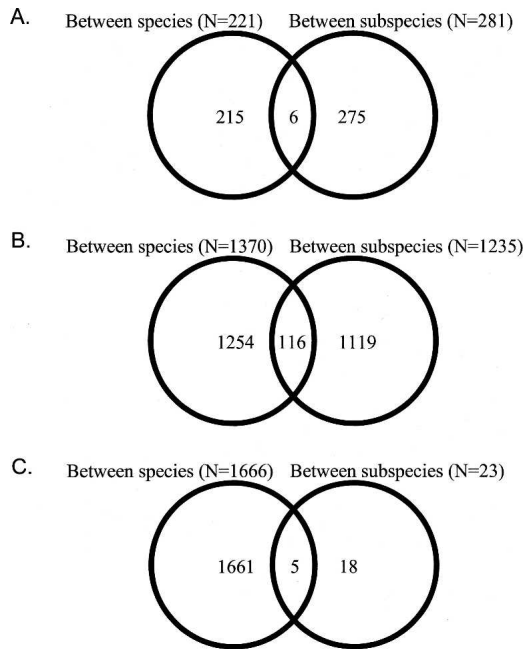 A.
Between species (N=221) Between subspecies (N=281)
215 6 275
B.
Between species (N=1370) Between subspecies (N=1235)
1254 116 1119
C.
Between species (N=1666) Between subspecies (N=23)
1661 5 18